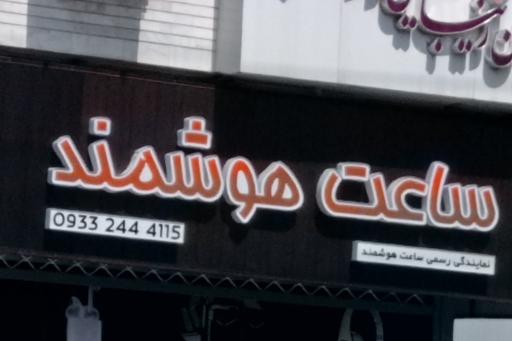 ساعت هوشمند
نمایندگی رسمی ساعت هوشمند
0933 244 4115